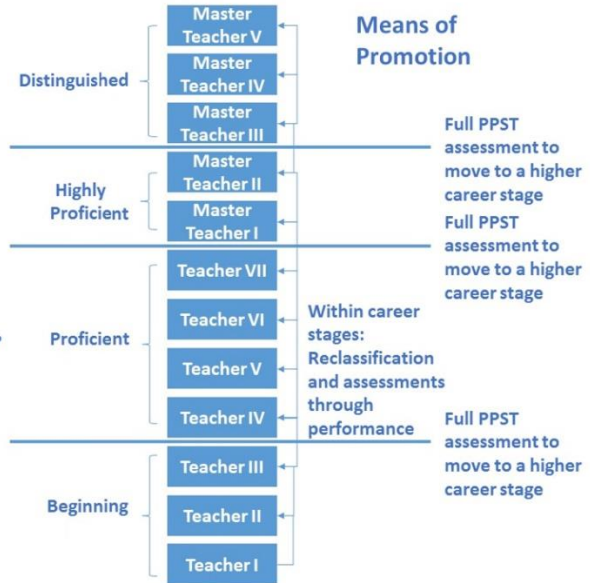 Means of
Promotion
Master
Teacher V
Master
Teacher IV
Distinguished
Master
Teacher III
Full PPST
assessment to
move to a higher
career stage
Master
Teacher II
Highly
Proficient
Master
Teacher I
Full PPST
assessment to
move to a higher
career stage
Teacher VII
Teacher VI
Proficient
Teacher V
Teacher IV
Within career
stages:
Reclassification
and assessments
through
performance
Full PPST
assessment to
move to a higher
career stage
Teacher III
Beginning
Teacher II
Teacher I